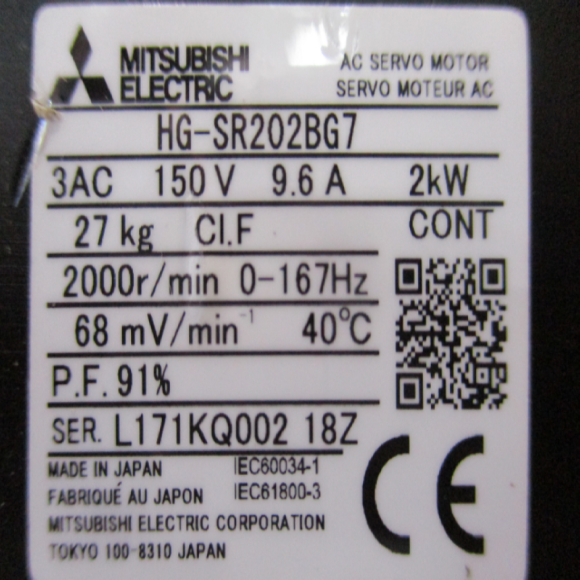 MITSUBISHI
ELECTRIC
AC SERVO MOTOR
SERVO MOTEUR AC
HG-SR202BG7
3AC 150 V 9.6 A 2kW
27 kg Cl.F CONT
2000r/min 0-167Hz
68 mV/min⁻¹ 40℃
P.F. 91%
SER. L171KQ002 18Z
MADE IN JAPAN IEC60034-1
FABRIQUÉ AU JAPON IEC61800-3
MITSUBISHI ELECTRIC CORPORATION
TOKYO 100-8310 JAPAN
CE